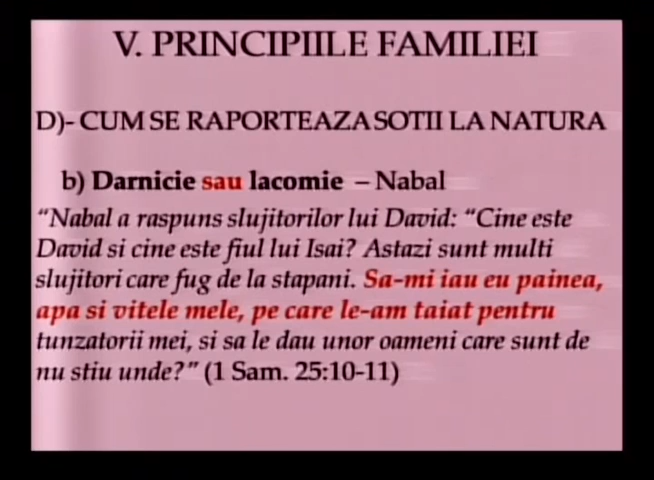 V. PRINCIPIILE FAMILIEI
D)- CUM SE RAPORTEAZA SOTII LA NATURA
b) Darnicie sau lacomie – Nabal
“Nabal a raspuns slujitorilor lui David: “Cine este
David si cine este fiul lui Isai? Astazi sunt multi
slujitori care fug de la stapani. Sa-mi iau eu painea,
apa si vitele mele, pe care le-am taiat pentru
tunzatorii mei, si sa le dau unor oameni care sunt de
nu stiu unde?” (1 Sam. 25:10-11)